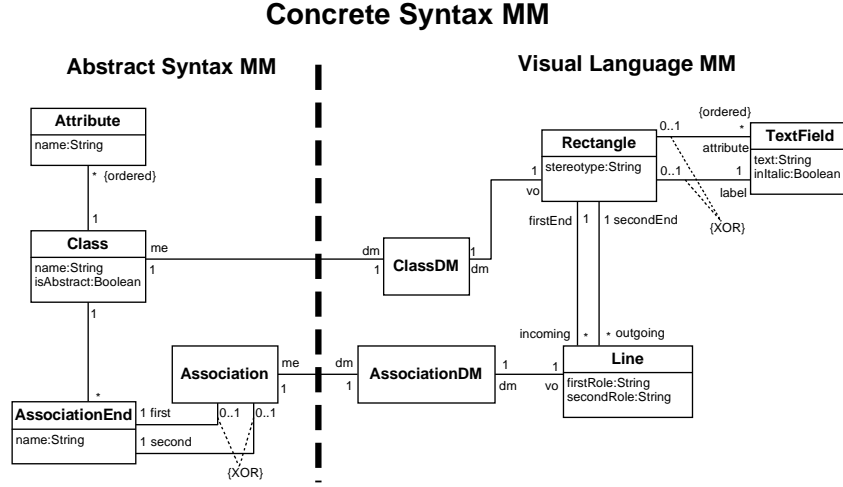 Concrete Syntax MM
Abstract Syntax MM
Visual Language MM
Attribute
name:String
* {ordered}
1
Class
name:String
isAbstract:Boolean
me
1
1
*
dm
1
ClassDM
1
dm
1
vo
Rectangle
stereotype:String
0..1
{ordered}
*
attribute
0..1
1
label
TextField
text:String
inItalic:Boolean
{XOR}
firstEnd
1
1 secondEnd
incoming *
* outgoing
Association
me
1
dm
1
AssociationDM
1
dm
1
vo
Line
firstRole:String
secondRole:String
AssociationEnd
name:String
1 first
0..1
0..1
1 second
{XOR}